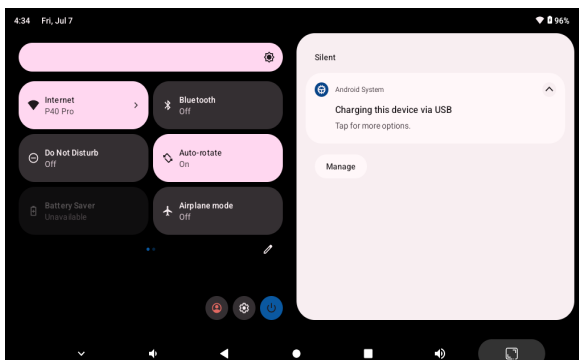 4:34 Fri, Jul 7
96%
Internet
P40 Pro
Bluetooth
Off
Do Not Disturb
Off
Auto-rotate
On
Battery Saver
Unavailable
Airplane mode
Off
Silent
Android System
Charging this device via USB
Tap for more options.
Manage